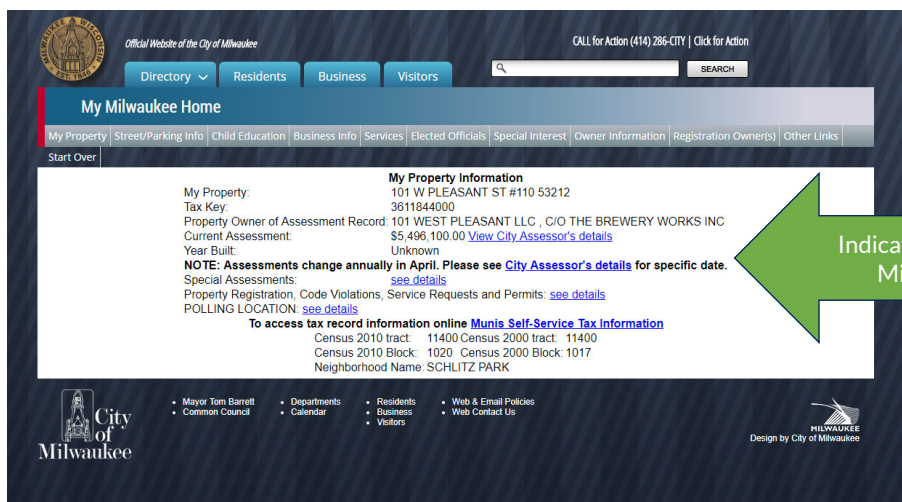 MILWAUKEE WISCONSIN
EST. 1846
Official Website of the City of Milwaukee
CALL for Action (414) 286-CITY | Click for Action
Directory Residents Business Visitors
SEARCH
My Milwaukee Home
My Property Street/Parking Info Child Education Business Info Services Elected Officials Special Interest Owner Information Registration Owner(s) Other Links
Start Over
My Property Information
My Property: 101 W PLEASANT ST #110 53212
Tax Key: 3611844000
Property Owner of Assessment Record: 101 WEST PLEASANT LLC , C/O THE BREWERY WORKS INC
Current Assessment: $5,496,100.00 View City Assessor's details
Year Built: Unknown
NOTE: Assessments change annually in April. Please see City Assessor's details for specific date.
Special Assessments: see details
Property Registration, Code Violations, Service Requests and Permits: see details
POLLING LOCATION: see details
To access tax record information online Munis Self-Service Tax Information
Census 2010 tract: 11400 Census 2000 tract: 11400
Census 2010 Block: 1020 Census 2000 Block: 1017
Neighborhood Name: SCHLITZ PARK
Indica
Mi
City
of
Milwaukee
• Mayor Tom Barrett
• Common Council
• Departments
• Calendar
• Residents
• Business
• Visitors
• Web & Email Policies
• Web Contact Us
MILWAUKEE
Design by City of Milwaukee